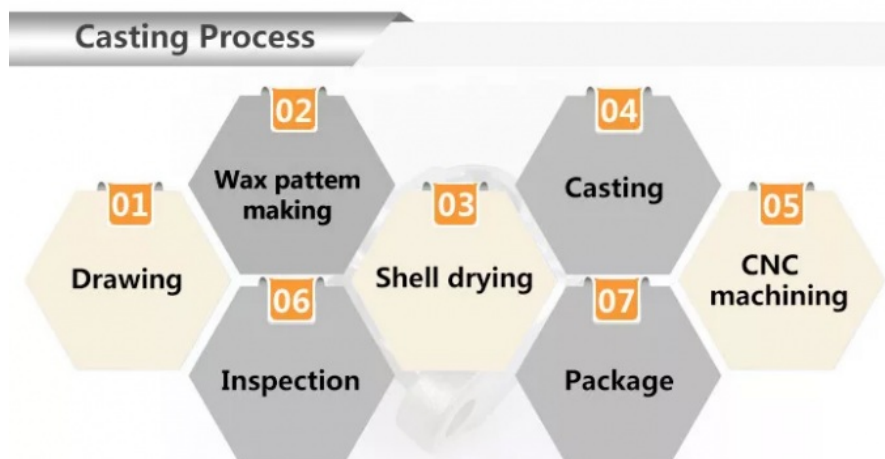 Casting Process
01
Drawing
02
Wax pattem
making
03
Shell drying
04
Casting
05
CNC
machining
06
Inspection
07
Package